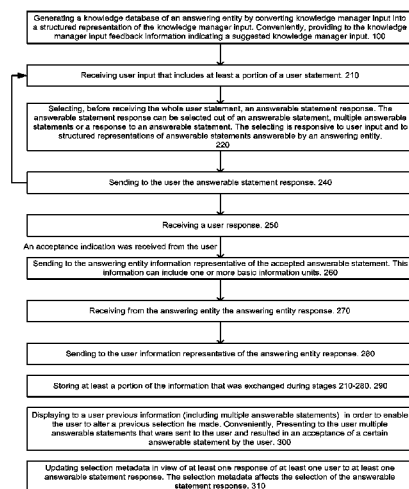 Generating a knowledge database of an answering entity by converting knowledge manager input into
a structured representation of the knowledge manager input. Conveniently, providing to the knowledge
manager input feedback information indicating a suggested knowledge manager input. 100
Receiving user input that includes at least a portion of a user statement. 210
Selecting, before receiving the whole user statement, an answerable statement response. The
answerable statement response can be selected out of an answerable statement, multiple answerable
statements or a response to an answerable statement. The selecting is responsive to user input and to
structured representations of answerable statements answerable by an answering entity.
220
Sending to the user the answerable statement response. 240
Receiving a user response. 250
An acceptance indication was received from the user
Sending to the answering entity information representative of the accepted answerable statement. This
information can include one or more basic information units. 260
Receiving from the answering entity the answering entity response. 270
Sending to the user information representative of the answering entity response. 280
Storing at least a portion of the information that was exchanged during stages 210-280. 290
Displaying to a user previous information (including multiple answerable statements) in order to enable
the user to alter a previous selection he made. Conveniently, Presenting to the user multiple
answerable statements that were sent to the user and resulted in an acceptance of a certain
answerable statement by the user. 300
Updating selection metadata in view of at least one response of at least one user to at least one
answerable statement response. The selection metadata affects the selection of the answerable
statement response. 310